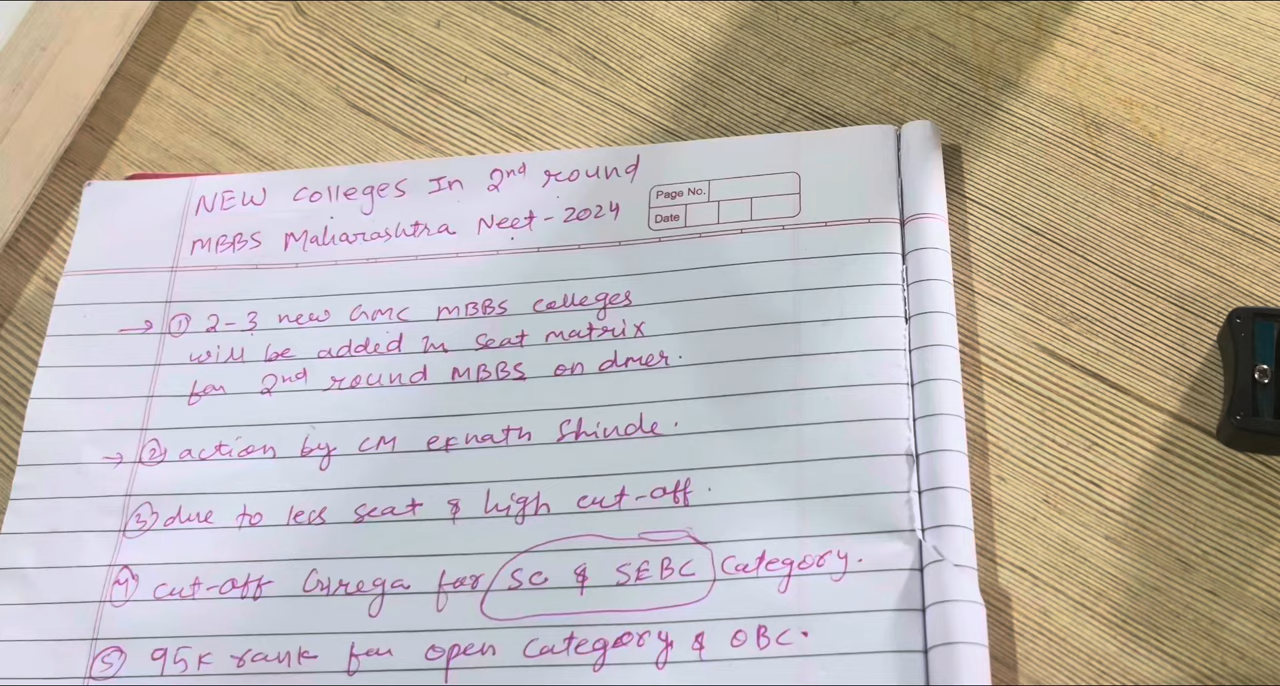 NEW Colleges In 2nd round
MBBS Maharashtra Neet - 2024
Page No.
Date
→ ① 2-3 new GMC MBBS colleges
will be added in seat matrix
for 2nd round MBBS on dmer.
→ ② action by CM eknath Shinde.
③ due to less seat & high cut-off.
④ cut-off Girega for SC & SEBC Category.
⑤ 95K rank for open category & OBC.